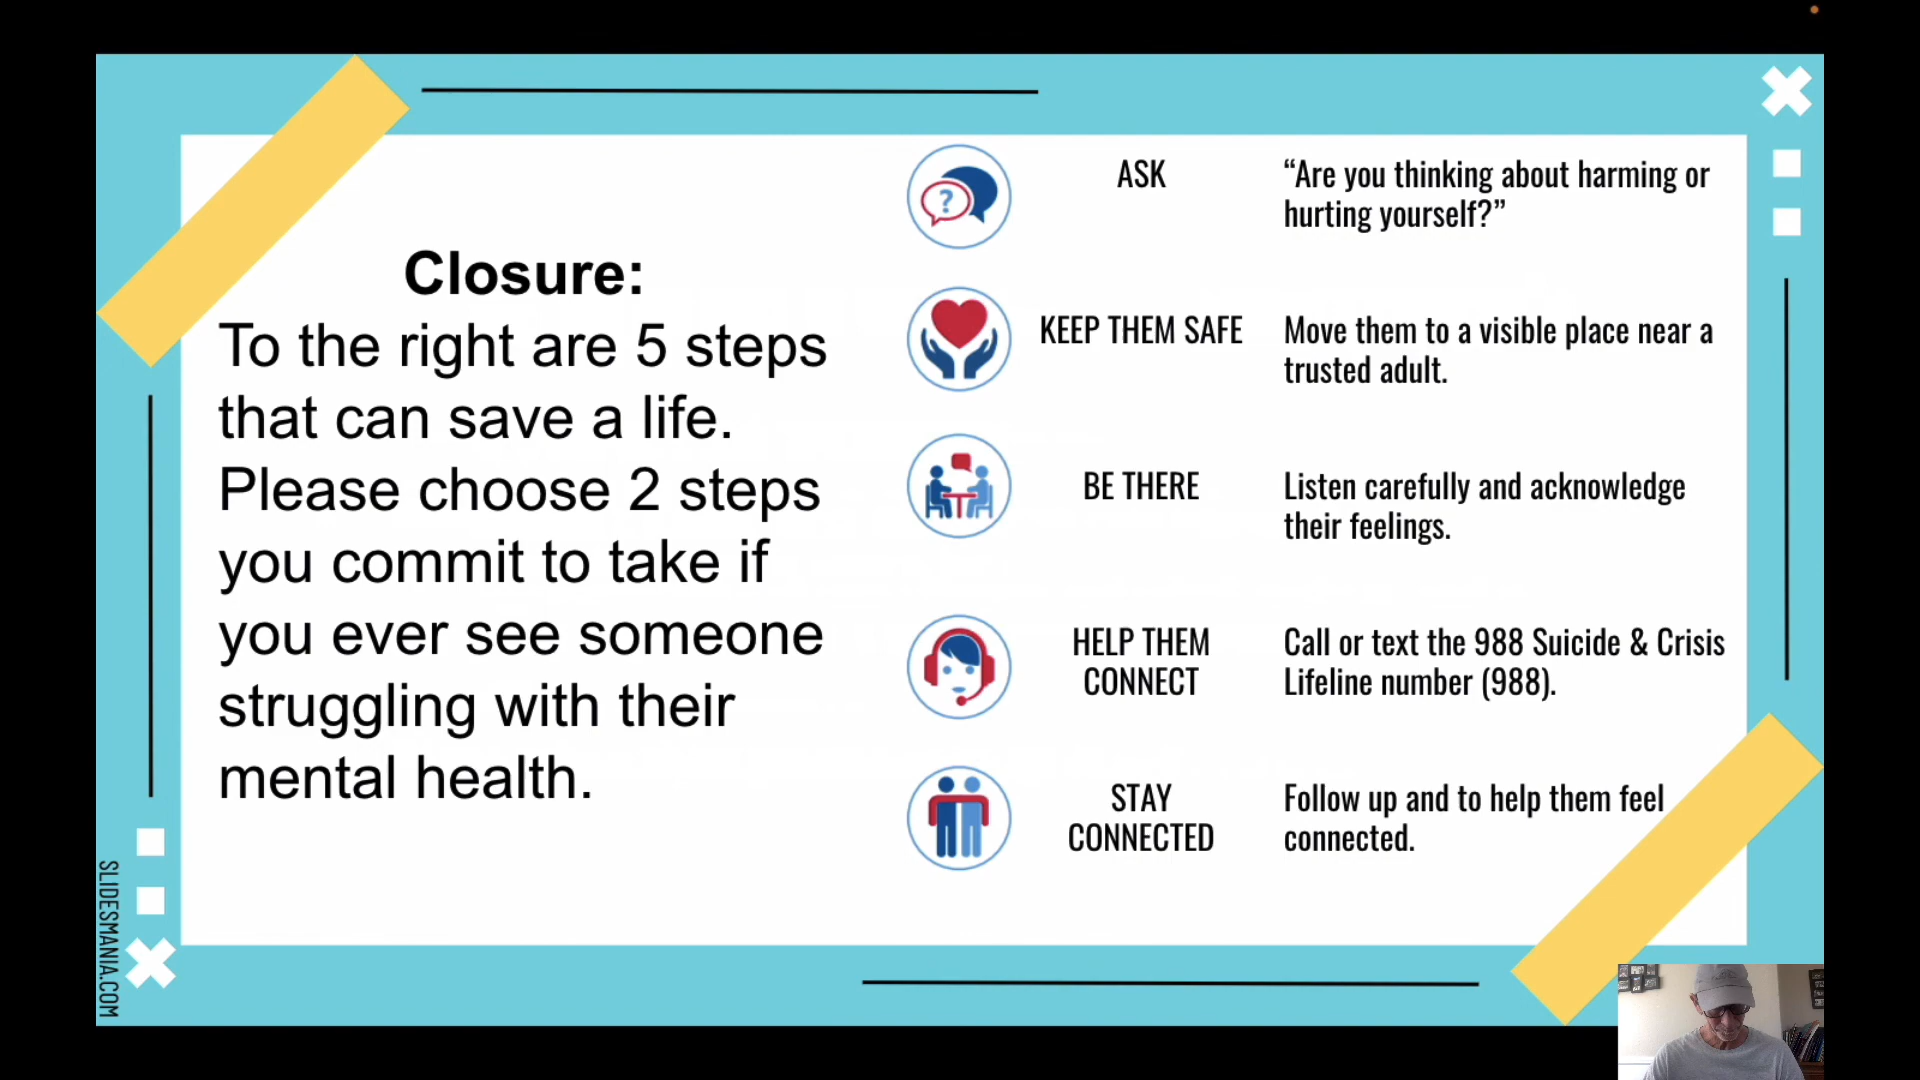 Closure:
To the right are 5 steps
that can save a life.
Please choose 2 steps
you commit to take if
you ever see someone
struggling with their
mental health.
?
ASK
“Are you thinking about harming or
hurting yourself?”
KEEP THEM SAFE
Move them to a visible place near a
trusted adult.
BE THERE
Listen carefully and acknowledge
their feelings.
HELP THEM
CONNECT
Call or text the 988 Suicide & Crisis
Lifeline number (988).
STAY
CONNECTED
Follow up and to help them feel
connected.
SLIDESMANIA.COM